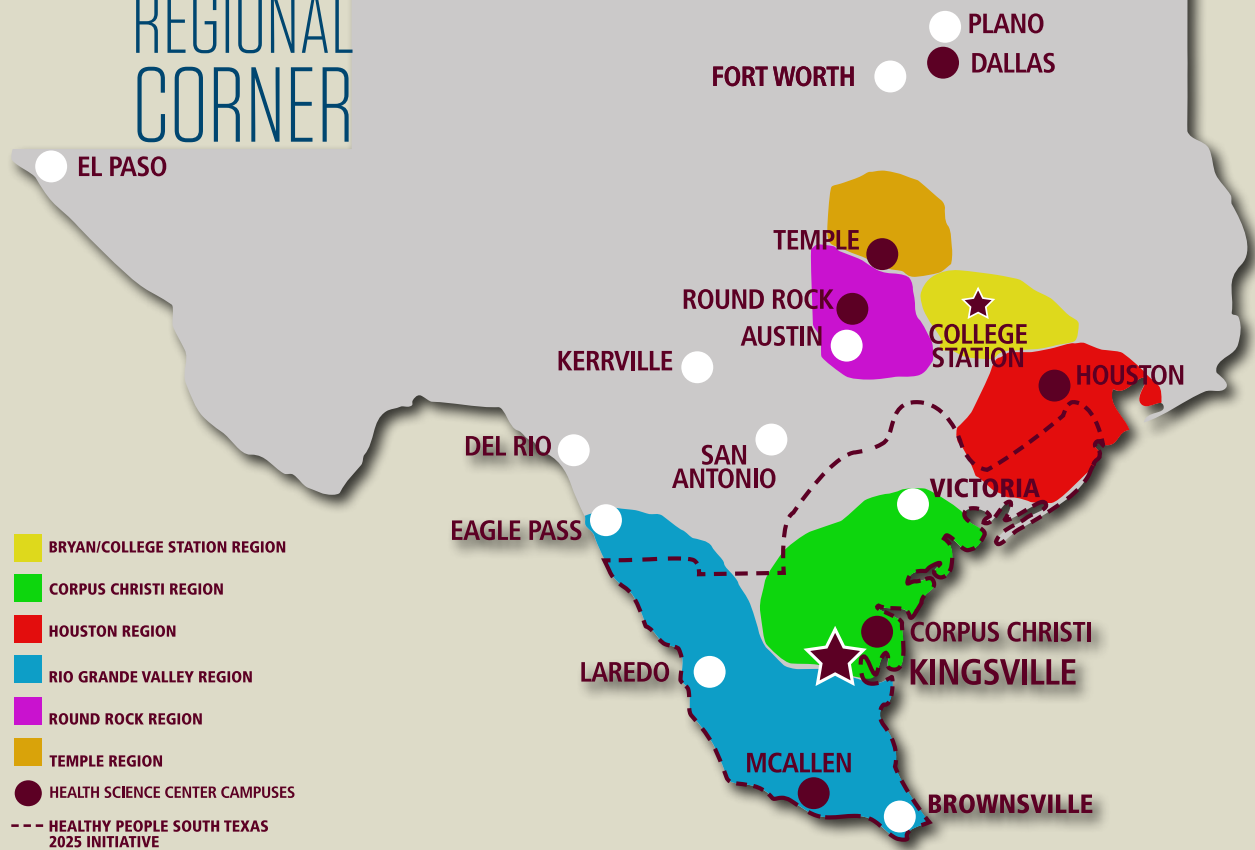 REGIONAL
CORNER
PLANO
DALLAS
FORT WORTH
EL PASO
TEMPLE
ROUND ROCK
AUSTIN
COLLEGE
STATION
KERRVILLE
HOUSTON
DEL RIO
SAN
ANTONIO
VICTORIA
EAGLE PASS
CORPUS CHRISTI
KINGSVILLE
LAREDO
MCALLEN
BROWNSVILLE
BRYAN/COLLEGE STATION REGION
CORPUS CHRISTI REGION
HOUSTON REGION
RIO GRANDE VALLEY REGION
ROUND ROCK REGION
TEMPLE REGION
HEALTH SCIENCE CENTER CAMPUSES
HEALTHY PEOPLE SOUTH TEXAS
2025 INITIATIVE